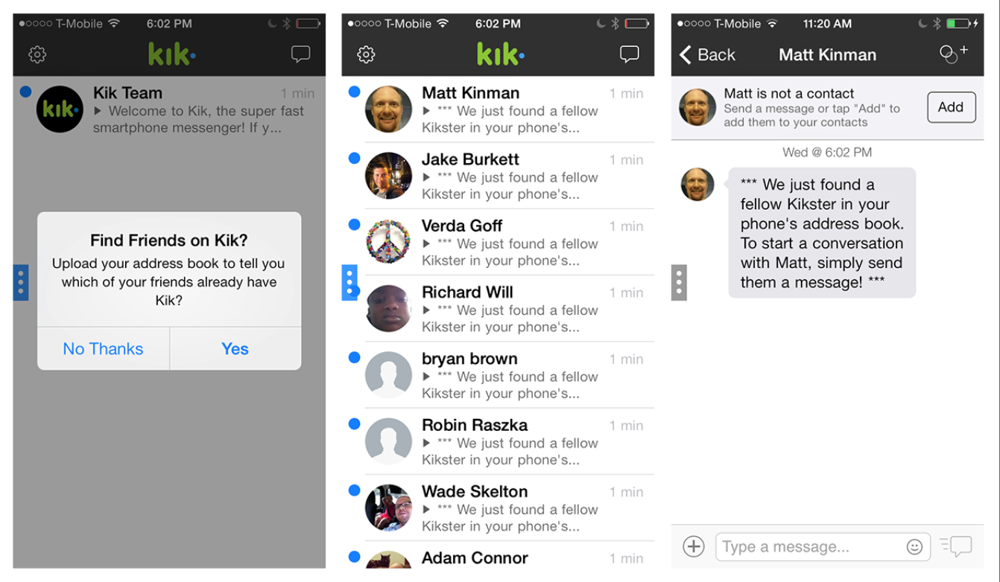 T-Mobile 6:02 PM
kik
Kik Team 1 min
Welcome to Kik, the super fast
smartphone messenger! If y...
kik
Find Friends on Kik?
Upload your address book to tell you
which of your friends already have
Kik?
No Thanks Yes
T-Mobile 6:02 PM
kik
Matt Kinman 1 min
*** We just found a fellow
Kikster in your phone's...
Jake Burkett 1 min
*** We just found a fellow
Kikster in your phone's...
Verda Goff 1 min
*** We just found a fellow
Kikster in your phone's...
Richard Will 1 min
*** We just found a fellow
Kikster in your phone's...
bryan brown 1 min
*** We just found a fellow
Kikster in your phone's...
Robin Raszka 1 min
*** We just found a fellow
Kikster in your phone's...
Wade Skelton 1 min
*** We just found a fellow
Kikster in your phone's...
Adam Connor 1 min
T-Mobile 11:20 AM
Back Matt Kinman
Matt is not a contact
Send a message or tap "Add" to
add them to your contacts
Add
Wed @ 6:02 PM
*** We just found a
fellow Kikster in your
phone's address book.
To start a conversation
with Matt, simply send
them a message! ***
Type a message...